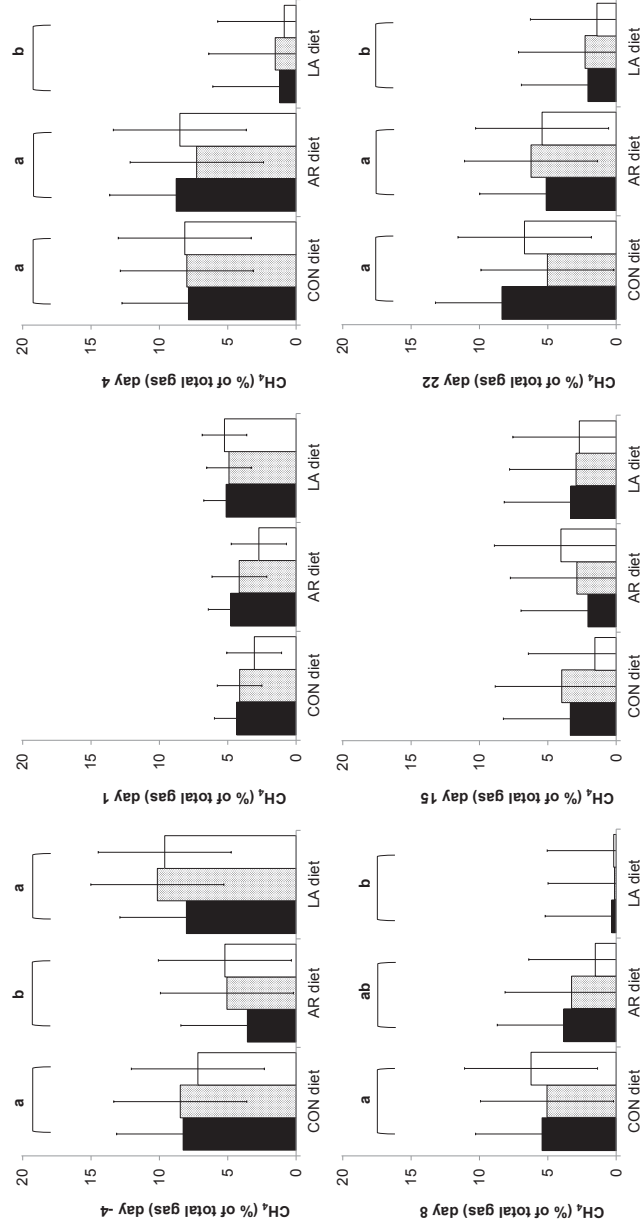 CH₄ (% of total gas) day -4
20
15
10
5
0
a
b
a
CON diet
AR diet
LA diet
CH₄ (% of total gas) day 1
20
15
10
5
0
CON diet
AR diet
LA diet
CH₄ (% of total gas) day 4
20
15
10
5
0
a
a
b
CON diet
AR diet
LA diet
CH₄ (% of total gas) day 8
20
15
10
5
0
a
ab
b
CON diet
AR diet
LA diet
CH₄ (% of total gas) day 15
20
15
10
5
0
CON diet
AR diet
LA diet
CH₄ (% of total gas) day 22
20
15
10
5
0
a
a
b
CON diet
AR diet
LA diet